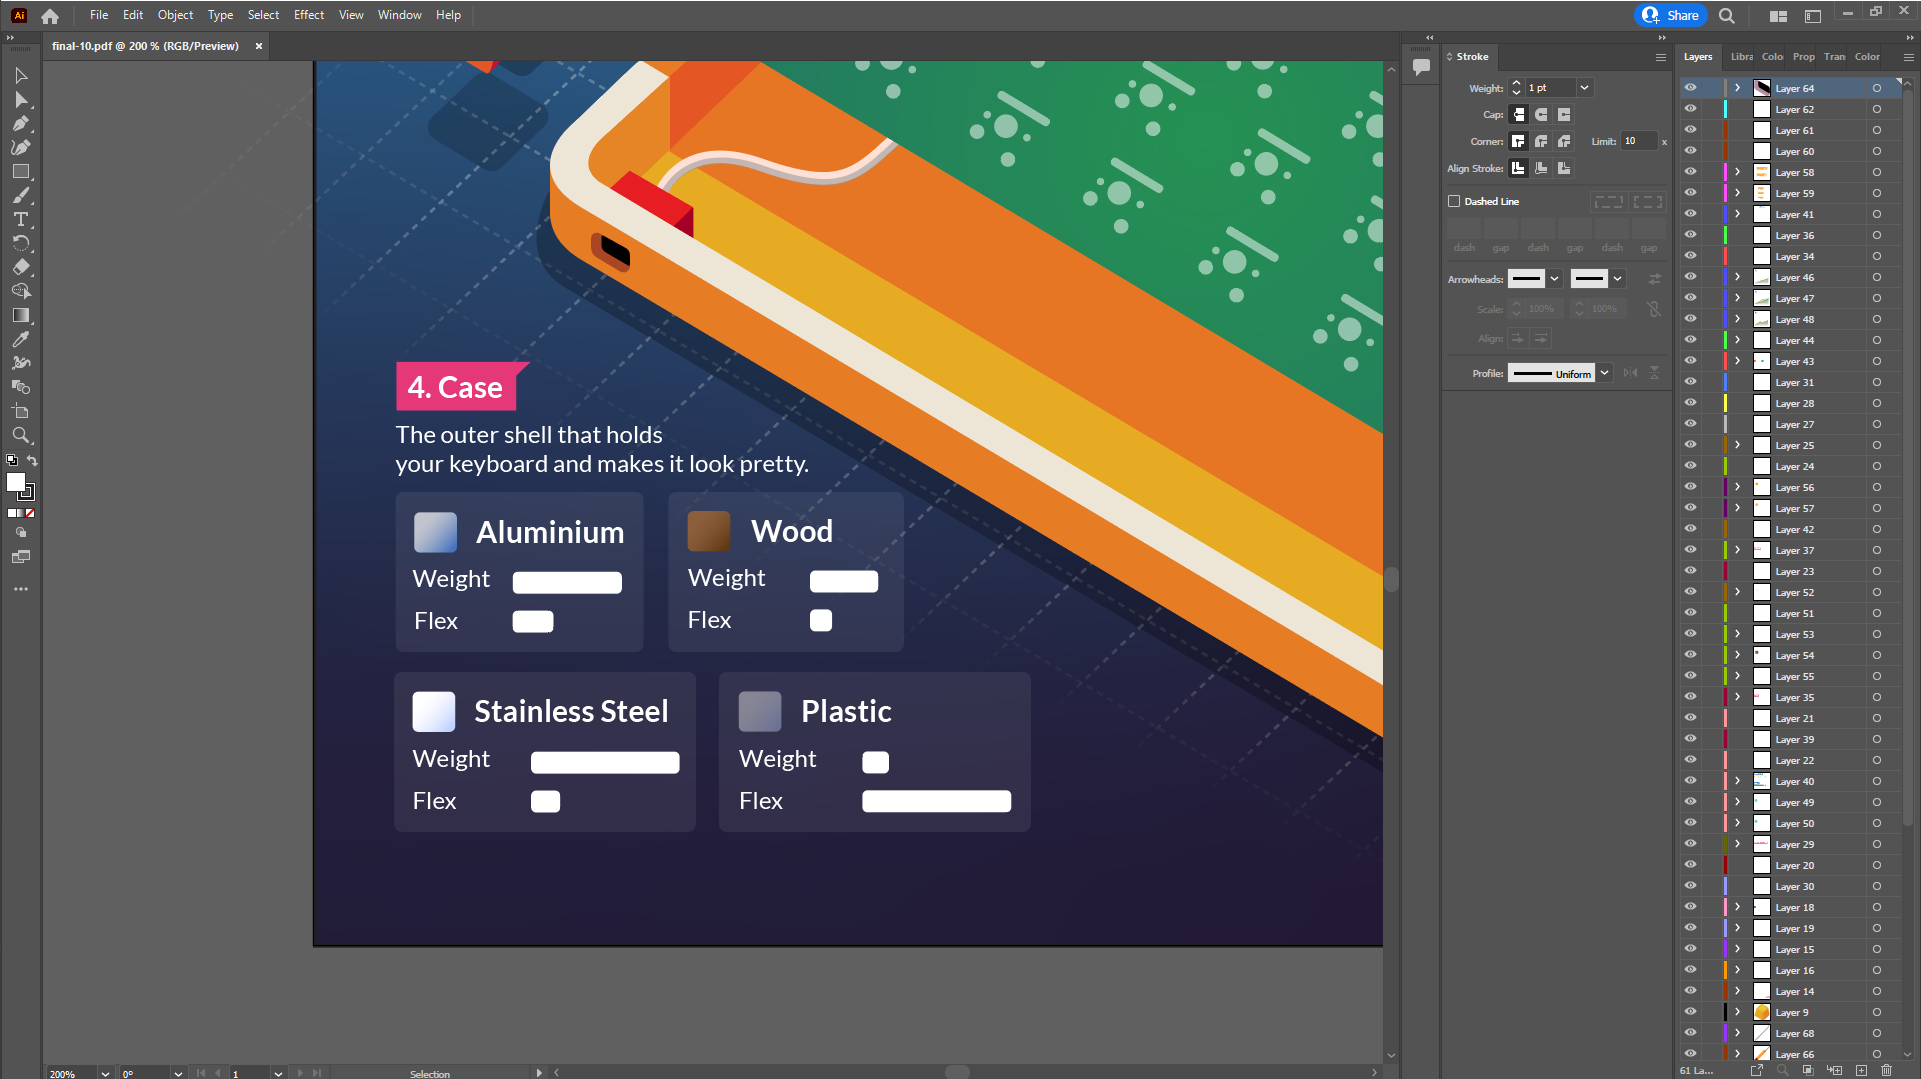 Ai
File Edit Object Type Select Effect View Window Help
Share
final-10.pdf @ 200 % (RGB/Preview) ×
4. Case
The outer shell that holds
your keyboard and makes it look pretty.
Aluminium
Weight
Flex
Wood
Weight
Flex
Stainless Steel
Weight
Flex
Plastic
Weight
Flex
200%
0°
1
Selection
Stroke
Weight: 1 pt
Cap:
Corner: Limit: 10 x
Align Stroke:
Dashed Line
dash gap dash gap dash gap
Arrowheads:
Scale: 100% 100%
Align:
Profile: Uniform
Layers Libra Colo Prop Tran Color
Layer 64
Layer 62
Layer 61
Layer 60
Layer 58
Layer 59
Layer 41
Layer 36
Layer 34
Layer 46
Layer 47
Layer 48
Layer 44
Layer 43
Layer 31
Layer 28
Layer 27
Layer 25
Layer 24
Layer 56
Layer 57
Layer 42
Layer 37
Layer 23
Layer 52
Layer 51
Layer 53
Layer 54
Layer 55
Layer 35
Layer 21
Layer 39
Layer 22
Layer 40
Layer 49
Layer 50
Layer 29
Layer 20
Layer 30
Layer 18
Layer 19
Layer 15
Layer 16
Layer 14
Layer 9
Layer 68
Layer 66
61 La...